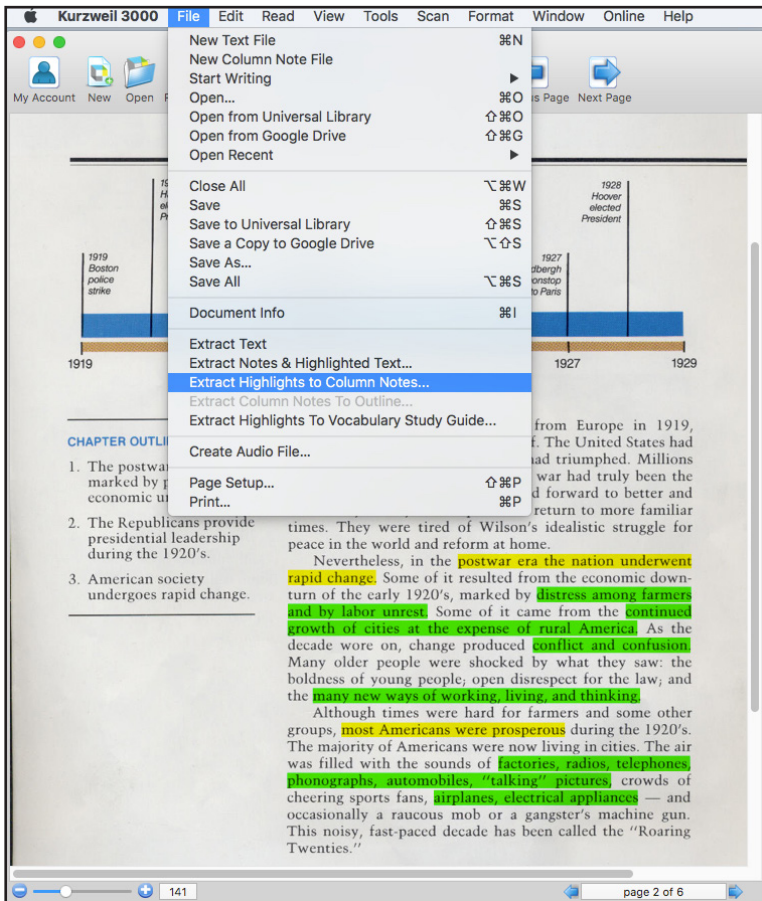 Kurzweil 3000 File Edit Read View Tools Scan Format Window Online Help
New Text File ⌘N
New Column Note File
Start Writing ▶
Open... ⌘O
Open from Universal Library ⇧⌘O
Open from Google Drive ⇧⌘G
Open Recent ▶
Close All ⌥⌘W
Save ⌘S
Save to Universal Library ⇧⌘S
Save a Copy to Google Drive ⌥⇧S
Save As...
Save All ⌥⌘S
Document Info ⌘I
Extract Text
Extract Notes & Highlighted Text...
Extract Highlights to Column Notes...
Extract Column Notes To Outline...
Extract Highlights To Vocabulary Study Guide...
Create Audio File...
Page Setup... ⇧⌘P
Print... ⌘P
My Account New Open
s Page Next Page
1919
Boston
police
strike
1927
dbergh
onstop
to Paris
1928
Hoover
elected
President
1919 1927 1929
CHAPTER OUTLI
1. The postwa
marked by p
economic u
2. The Republicans provide
presidential leadership
during the 1920's.
3. American society
undergoes rapid change.
from Europe in 1919,
f. The United States had
had triumphed. Millions
war had truly been the
d forward to better and
return to more familiar
times. They were tired of Wilson's idealistic struggle for
peace in the world and reform at home.
Nevertheless, in the postwar era the nation underwent
rapid change. Some of it resulted from the economic down-
turn of the early 1920's, marked by distress among farmers
and by labor unrest. Some of it came from the continued
growth of cities at the expense of rural America. As the
decade wore on, change produced conflict and confusion.
Many older people were shocked by what they saw: the
boldness of young people; open disrespect for the law; and
the many new ways of working, living, and thinking.
Although times were hard for farmers and some other
groups, most Americans were prosperous during the 1920's.
The majority of Americans were now living in cities. The air
was filled with the sounds of factories, radios, telephones,
phonographs, automobiles, "talking" pictures, crowds of
cheering sports fans, airplanes, electrical appliances — and
occasionally a raucous mob or a gangster's machine gun.
This noisy, fast-paced decade has been called the "Roaring
Twenties."
141 page 2 of 6